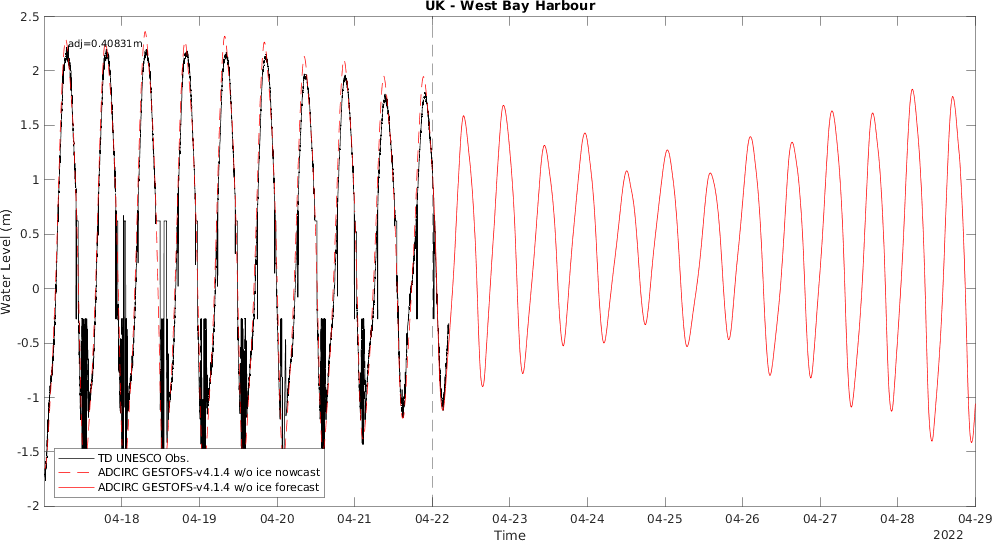 UK - West Bay Harbour
adj=0.40831m
2.5
2
1.5
1
0.5
0
-0.5
-1
-1.5
-2
Water Level (m)
TD UNESCO Obs.
ADCIRC GESTOFS-v4.1.4 w/o ice nowcast
ADCIRC GESTOFS-v4.1.4 w/o ice forecast
04-18 04-19 04-20 04-21 04-22 04-23 04-24 04-25 04-26 04-27 04-28 04-29
Time
2022